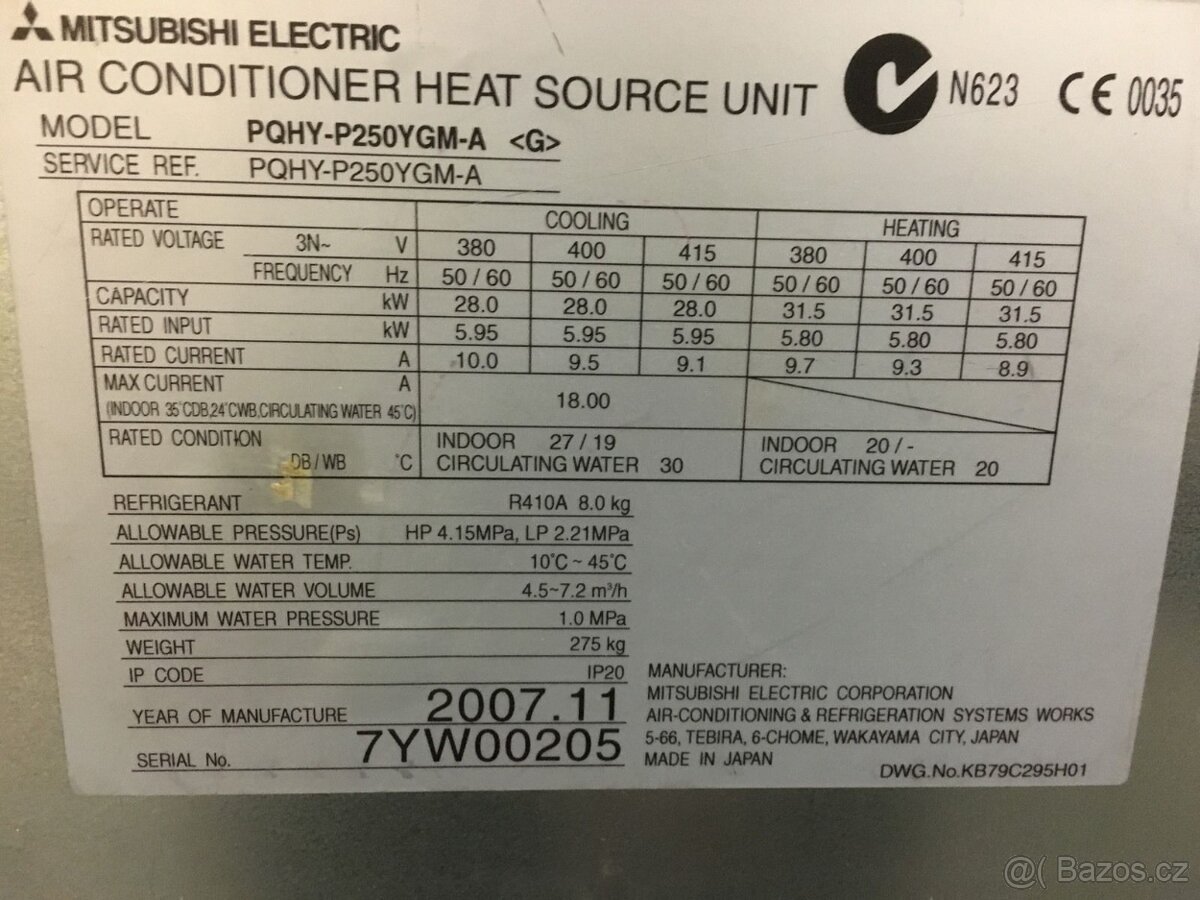 MITSUBISHI ELECTRIC
AIR CONDITIONER HEAT SOURCE UNIT N623 CE 0035
MODEL PQHY-P250YGM-A <G>
SERVICE REF. PQHY-P250YGM-A
OPERATE COOLING HEATING
RATED VOLTAGE 3N~ V 380 400 415 380 400 415
FREQUENCY Hz 50 / 60 50 / 60 50 / 60 50 / 60 50 / 60 50 / 60
CAPACITY kW 28.0 28.0 28.0 31.5 31.5 31.5
RATED INPUT kW 5.95 5.95 5.95 5.80 5.80 5.80
RATED CURRENT A 10.0 9.5 9.1 9.7 9.3 8.9
MAX CURRENT A 18.00
(INDOOR 35°CDB,24°CWB,CIRCULATING WATER 45°C)
RATED CONDITION INDOOR 27 / 19 INDOOR 20 / -
DB / WB °C CIRCULATING WATER 30 CIRCULATING WATER 20
REFRIGERANT R410A 8.0 kg
ALLOWABLE PRESSURE(Ps) HP 4.15MPa, LP 2.21MPa
ALLOWABLE WATER TEMP. 10°C ~ 45°C
ALLOWABLE WATER VOLUME 4.5~7.2 m³/h
MAXIMUM WATER PRESSURE 1.0 MPa
WEIGHT 275 kg
IP CODE IP20
YEAR OF MANUFACTURE 2007.11
SERIAL No. 7YW00205
MANUFACTURER:
MITSUBISHI ELECTRIC CORPORATION
AIR-CONDITIONING & REFRIGERATION SYSTEMS WORKS
5-66, TEBIRA, 6-CHOME, WAKAYAMA CITY, JAPAN
MADE IN JAPAN
DWG.No.KB79C295H01
@( Bazos.cz